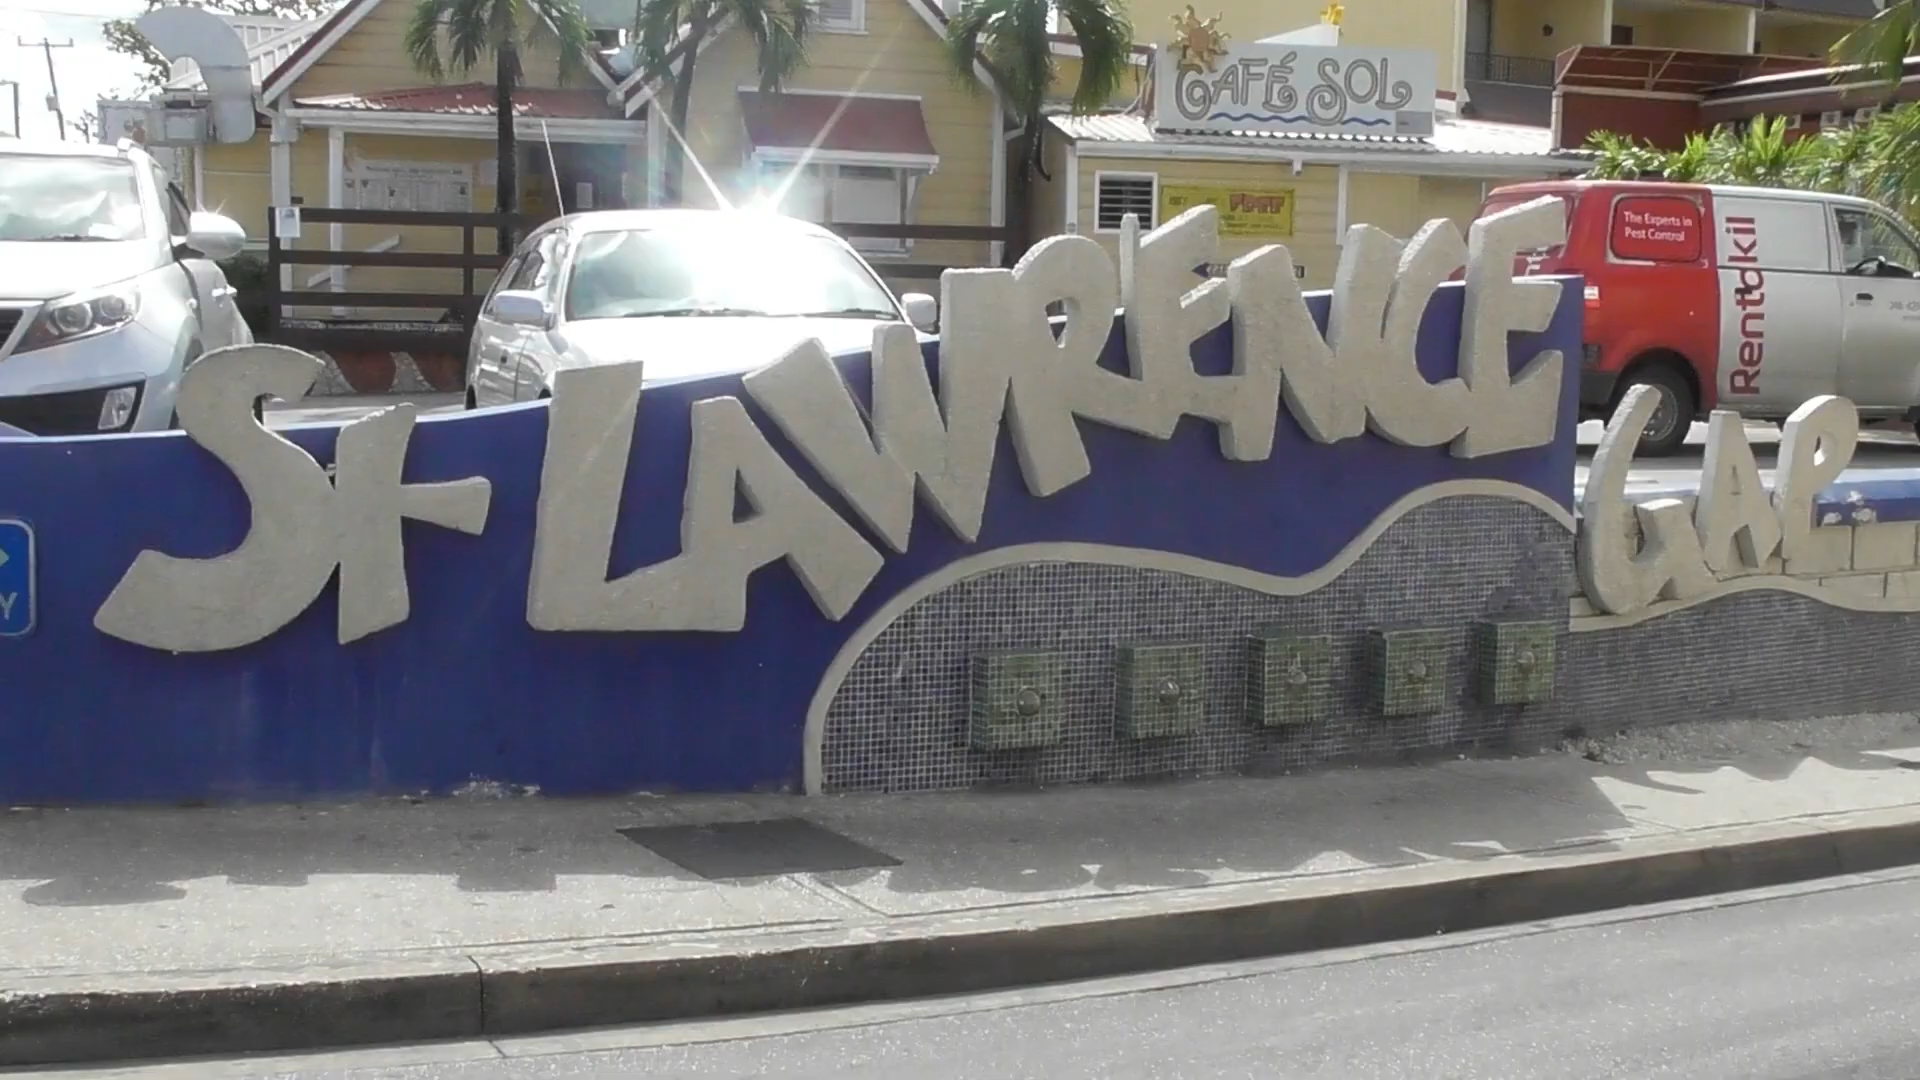 CAFÉ SOL
The Experts in
Pest Control
Rentokil
ST LAWRENCE
GAP
Y